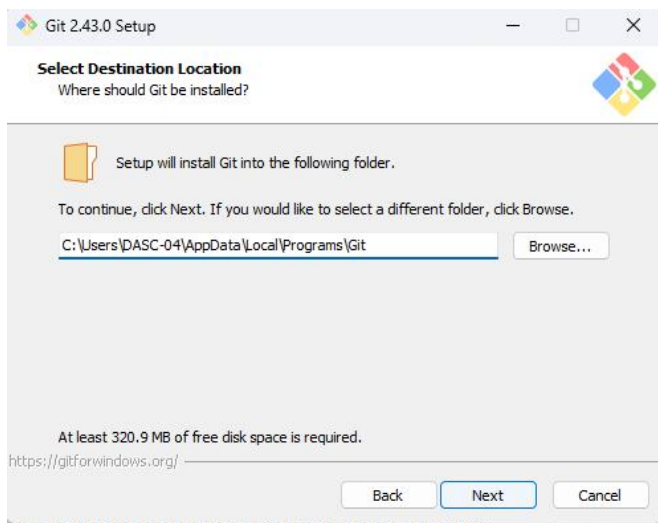 Git 2.43.0 Setup
Select Destination Location
Where should Git be installed?
Setup will install Git into the following folder.
To continue, click Next. If you would like to select a different folder, click Browse.
C:\Users\DASC-04\AppData\Local\Programs\Git
Browse...
At least 320.9 MB of free disk space is required.
https://gitforwindows.org/
Back Next Cancel